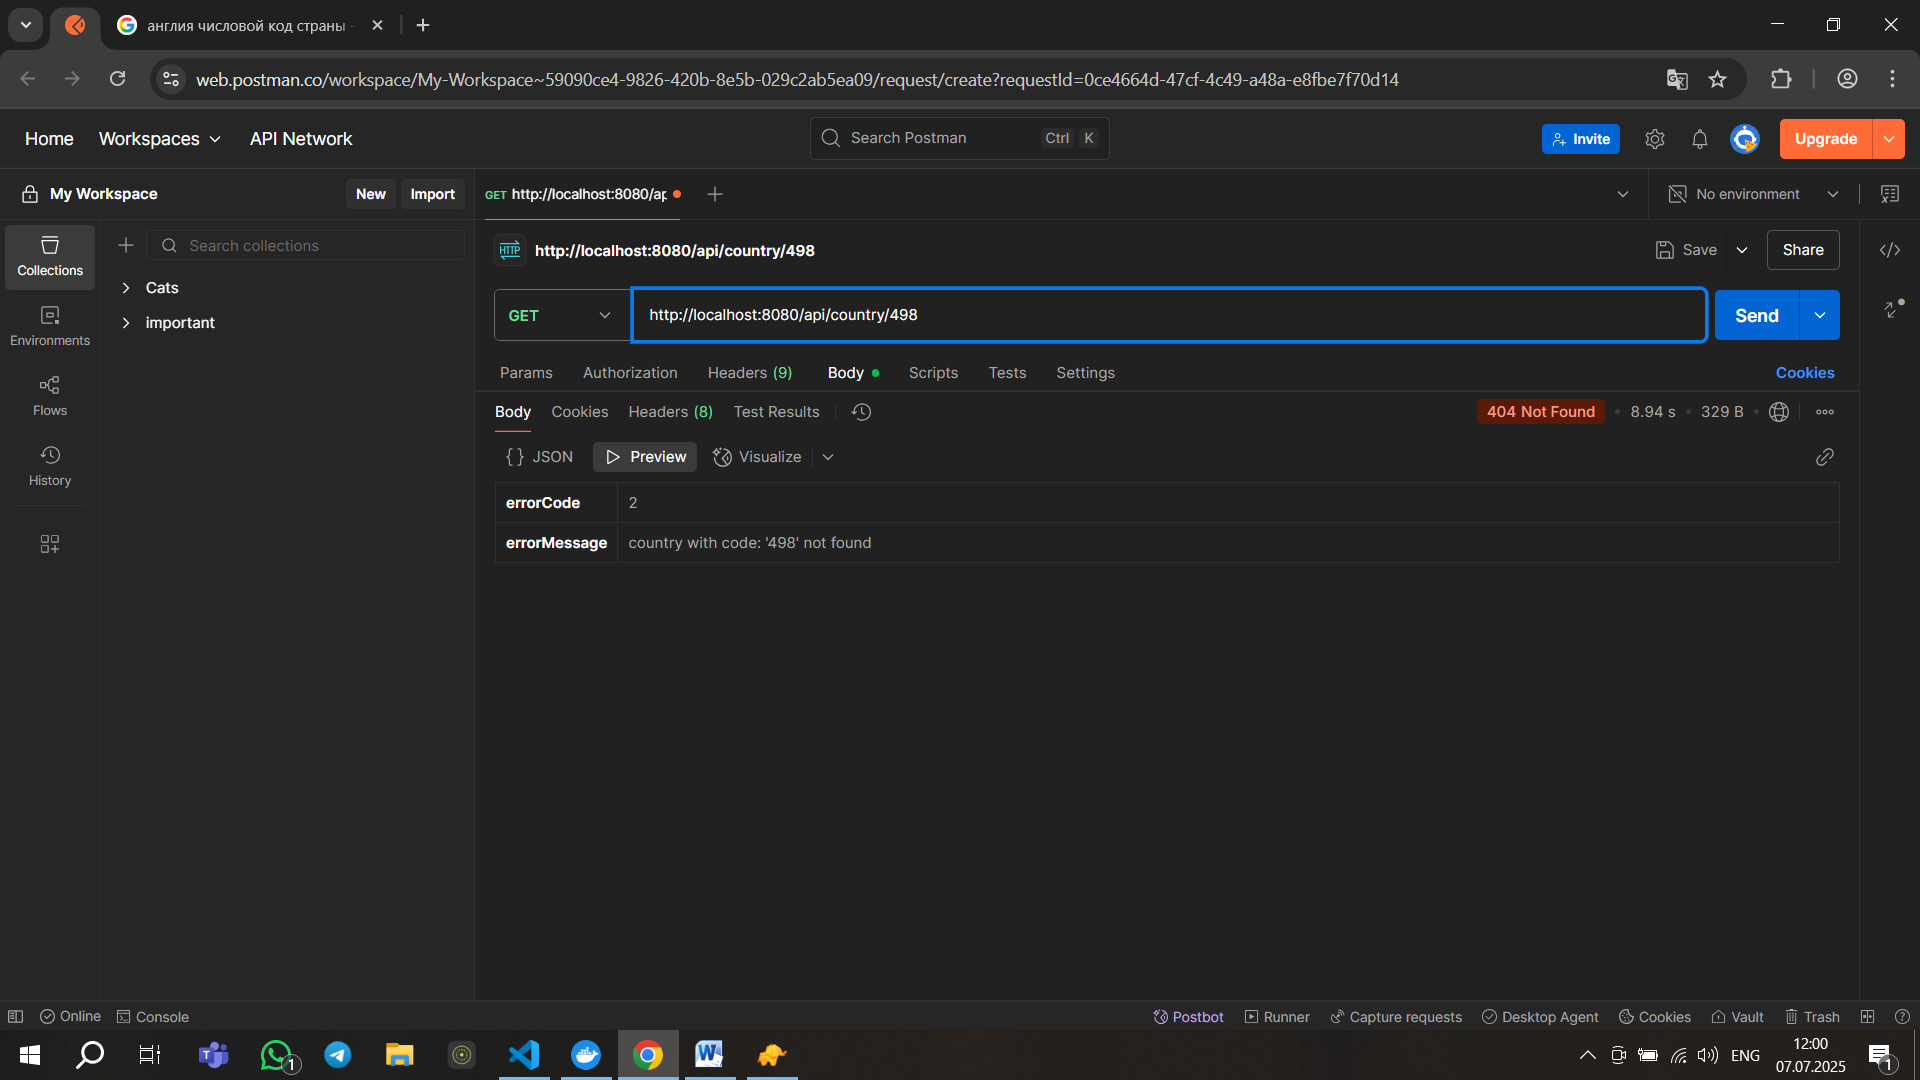 англия числовой код страны -
web.postman.co/workspace/My-Workspace~59090ce4-9826-420b-8e5b-029c2ab5ea09/request/create?requestId=0ce4664d-47cf-4c49-a48a-e8fbe7f70d14
Home Workspaces API Network Search Postman Ctrl K Invite Upgrade
My Workspace New Import GET http://localhost:8080/ap No environment
Search collections
Collections
Cats
important
Environments
Flows
History
HTTP http://localhost:8080/api/country/498 Save Share
GET http://localhost:8080/api/country/498 Send
Params Authorization Headers (9) Body Scripts Tests Settings Cookies
Body Cookies Headers (8) Test Results 404 Not Found • 8.94 s • 329 B •
{} JSON Preview Visualize
errorCode 2
errorMessage country with code: '498' not found
Online Console Postbot Runner Capture requests Desktop Agent Cookies Vault Trash
1 ENG 12:00
07.07.2025 1